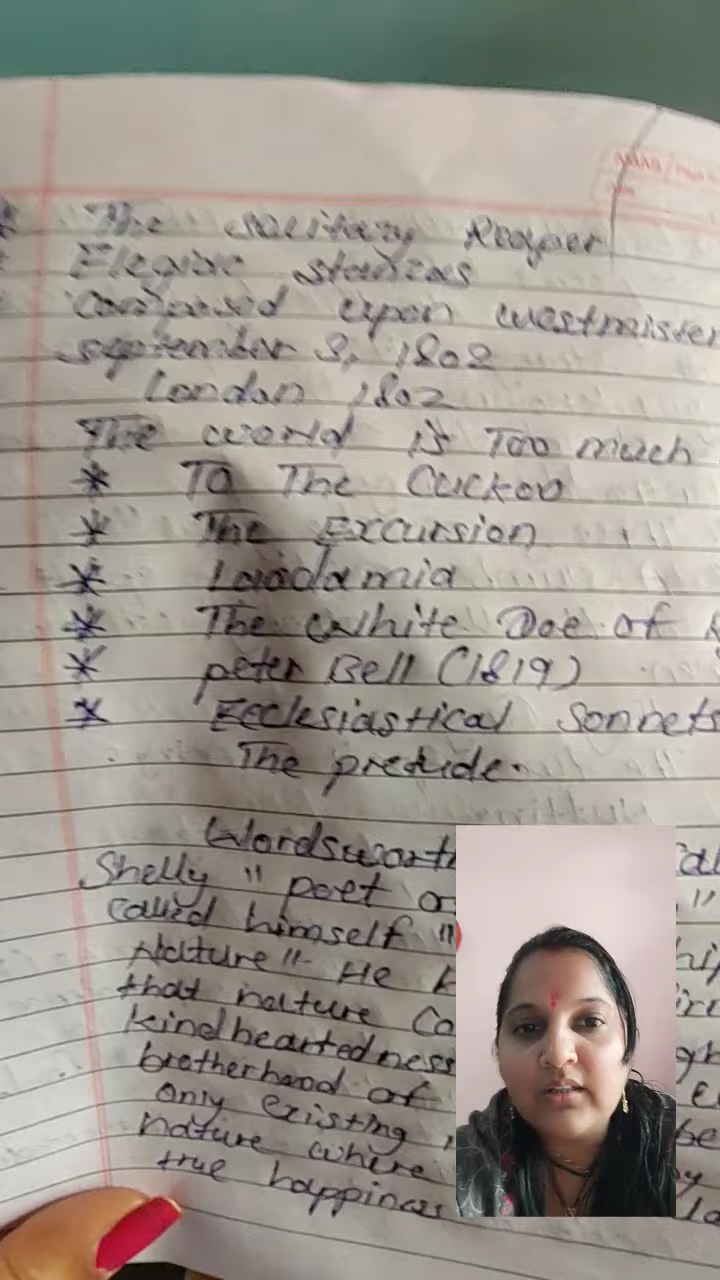 * The Solitary Reaper
Elegiac stanzas
Composed upon westmister
september 3, 1802
London 1802
The world is Too much
* TO The Cuckoo
* The Excursion
* Laodamia
* The White Doe of
* peter Bell (1819)
* Ecclesiastical Sonnets
The prelude.
Wordsworth
Shelly " poet
called himself "
Nature" He
that nature
kindheartedness
brotherhood of
only existing
nature where
true happiness